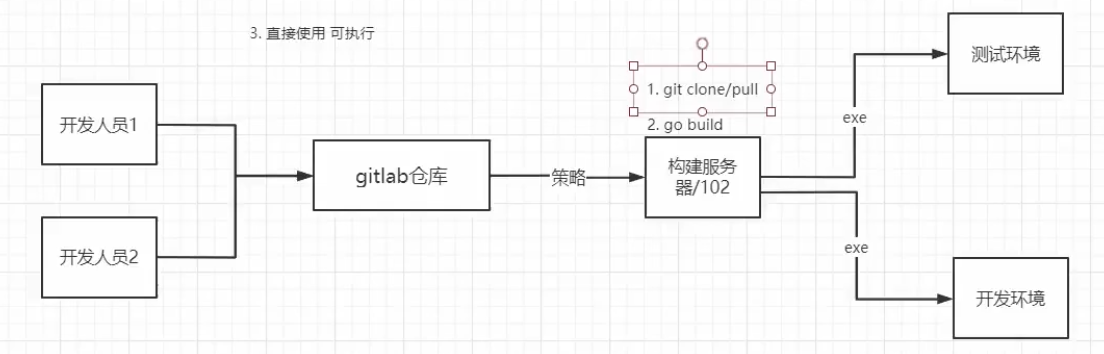 3. 直接使用 可执行
测试环境
1. git clone/pull
开发人员1
exe
2. go build
gitlab仓库
策略
构建服务
器/102
开发人员2
exe
开发环境